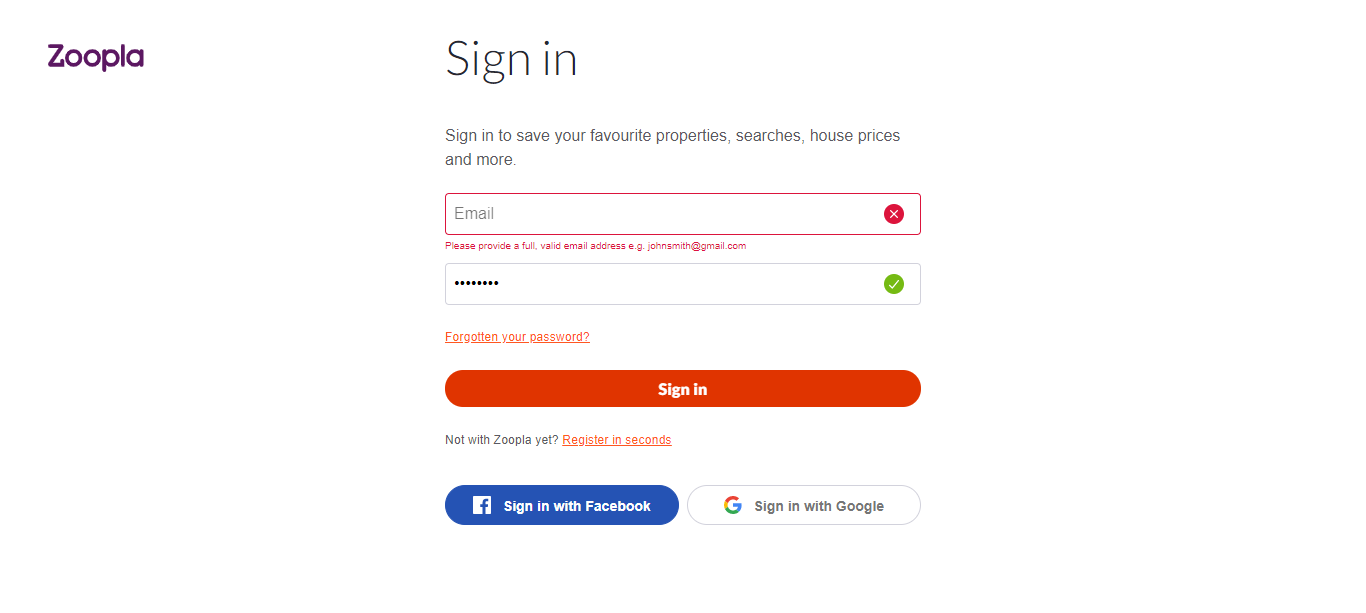 Zoopla
Sign in
Sign in to save your favourite properties, searches, house prices
and more.
Email
Please provide a full, valid email address e.g. johnsmith@gmail.com
••••••••
Forgotten your password?
Sign in
Not with Zoopla yet? Register in seconds
Sign in with Facebook
Sign in with Google